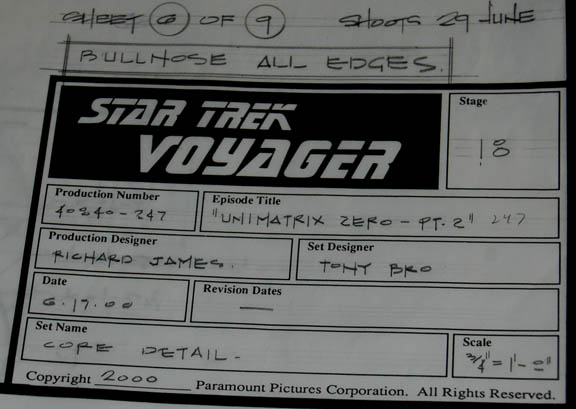 SHEET 6 OF 9 SHOOTS 29 JUNE
BULLNOSE ALL EDGES.
STAR TREK
VOYAGER
Stage
18
Production Number
40840-247
Episode Title
"UNIMATRIX ZERO - PT. 2" 247
Production Designer
RICHARD JAMES.
Set Designer
TONY BRO
Date
6.17.00
Revision Dates
—
Set Name
CORE DETAIL -
Scale
3/4" = 1'-0"
Copyright 2000 Paramount Pictures Corporation. All Rights Reserved.